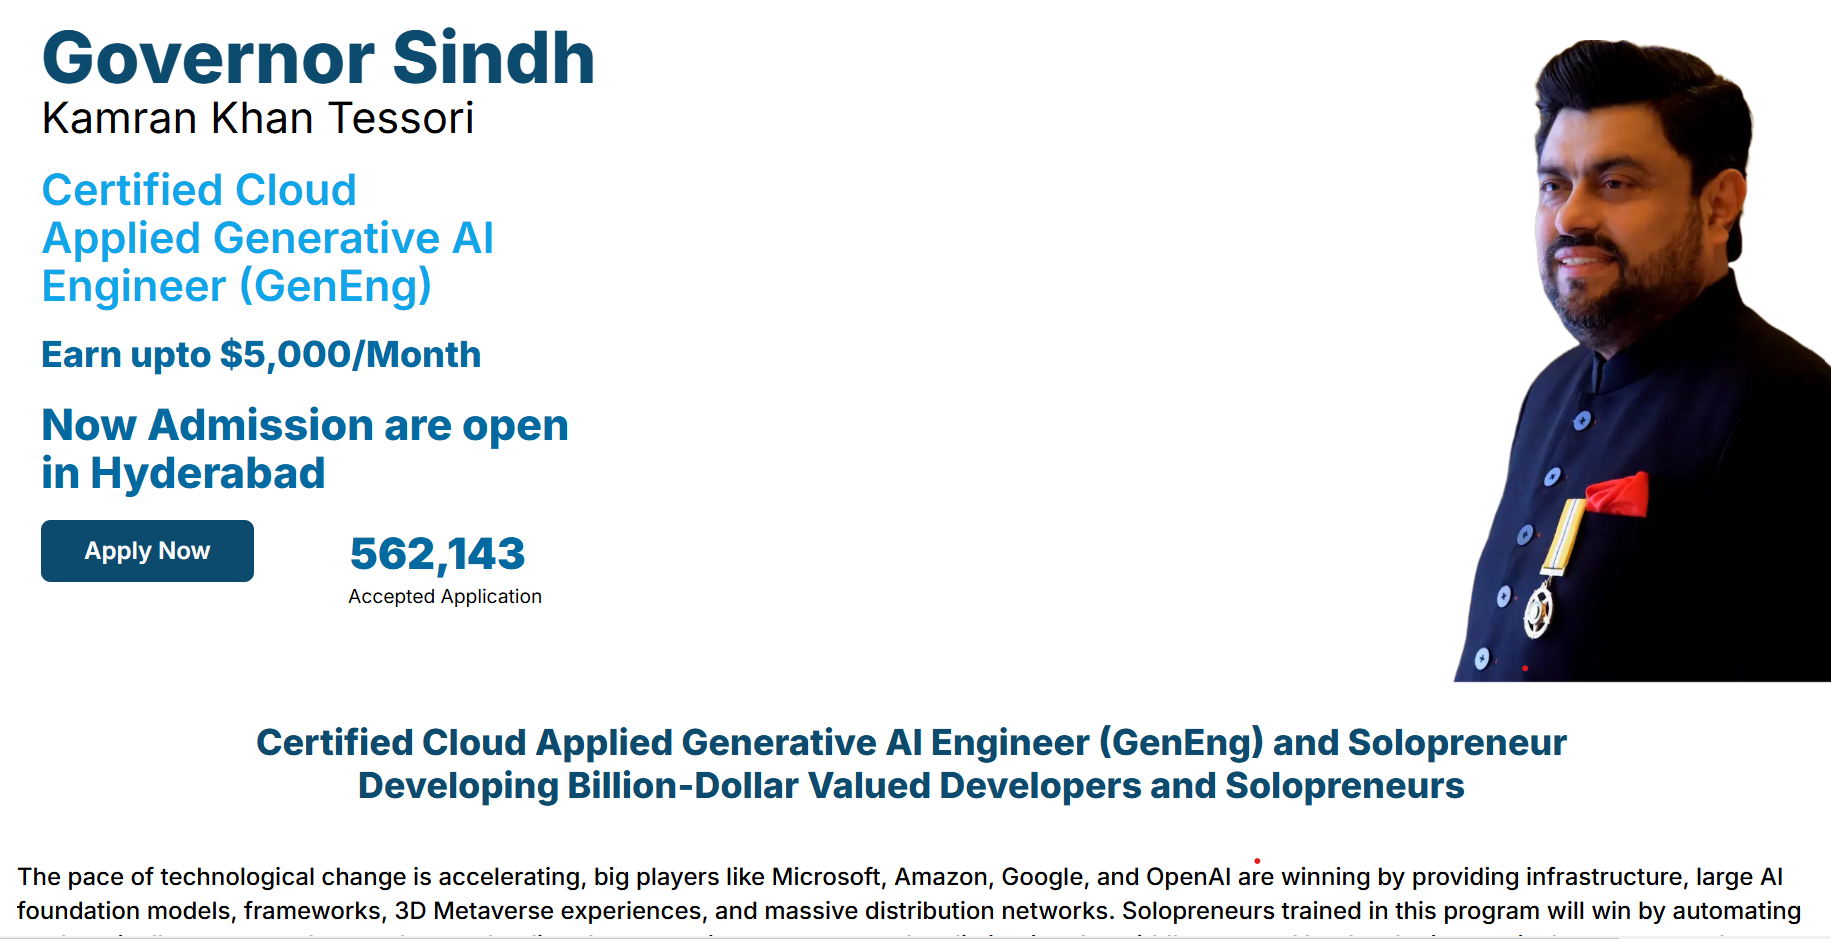 Governor Sindh
Kamran Khan Tessori
Certified Cloud
Applied Generative AI
Engineer (GenEng)
Earn upto $5,000/Month
Now Admission are open
in Hyderabad
Apply Now
562,143
Accepted Application
Certified Cloud Applied Generative AI Engineer (GenEng) and Solopreneur
Developing Billion-Dollar Valued Developers and Solopreneurs
The pace of technological change is accelerating, big players like Microsoft, Amazon, Google, and OpenAI are winning by providing infrastructure, large AI
foundation models, frameworks, 3D Metaverse experiences, and massive distribution networks. Solopreneurs trained in this program will win by automating